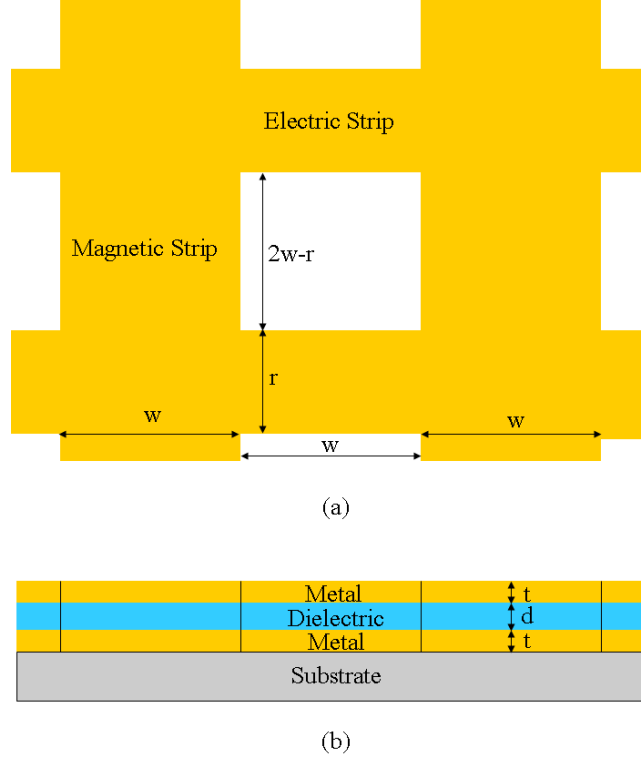 Electric Strip
Magnetic Strip
2w-r
r
w
w
w
(a)
Metal
t
Dielectric
d
Metal
t
Substrate
(b)